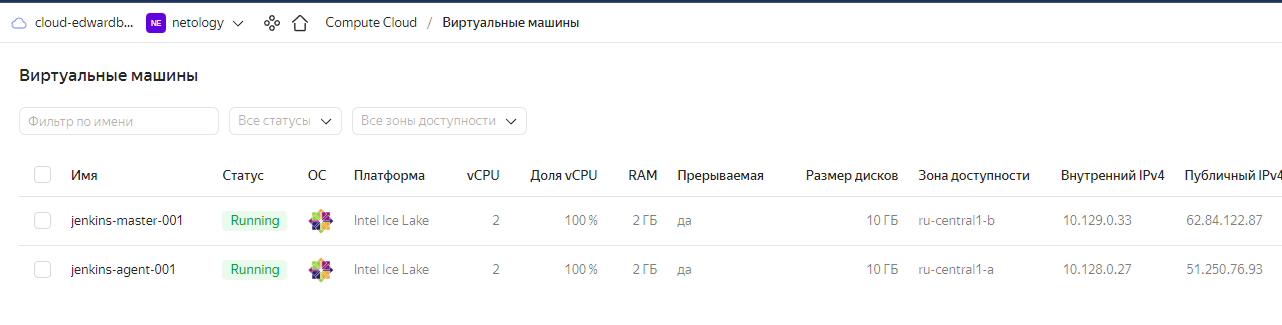 cloud-edwardb... NE netology Compute Cloud / Виртуальные машины
Виртуальные машины
Фильтр по имени Все статусы Все зоны доступности
Имя Статус ОС Платформа vCPU Доля vCPU RAM Прерываемая Размер дисков Зона доступности Внутренний IPv4 Публичный IPv4
jenkins-master-001 Running Intel Ice Lake 2 100 % 2 ГБ да 10 ГБ ru-central1-b 10.129.0.33 62.84.122.87
jenkins-agent-001 Running Intel Ice Lake 2 100 % 2 ГБ да 10 ГБ ru-central1-a 10.128.0.27 51.250.76.93